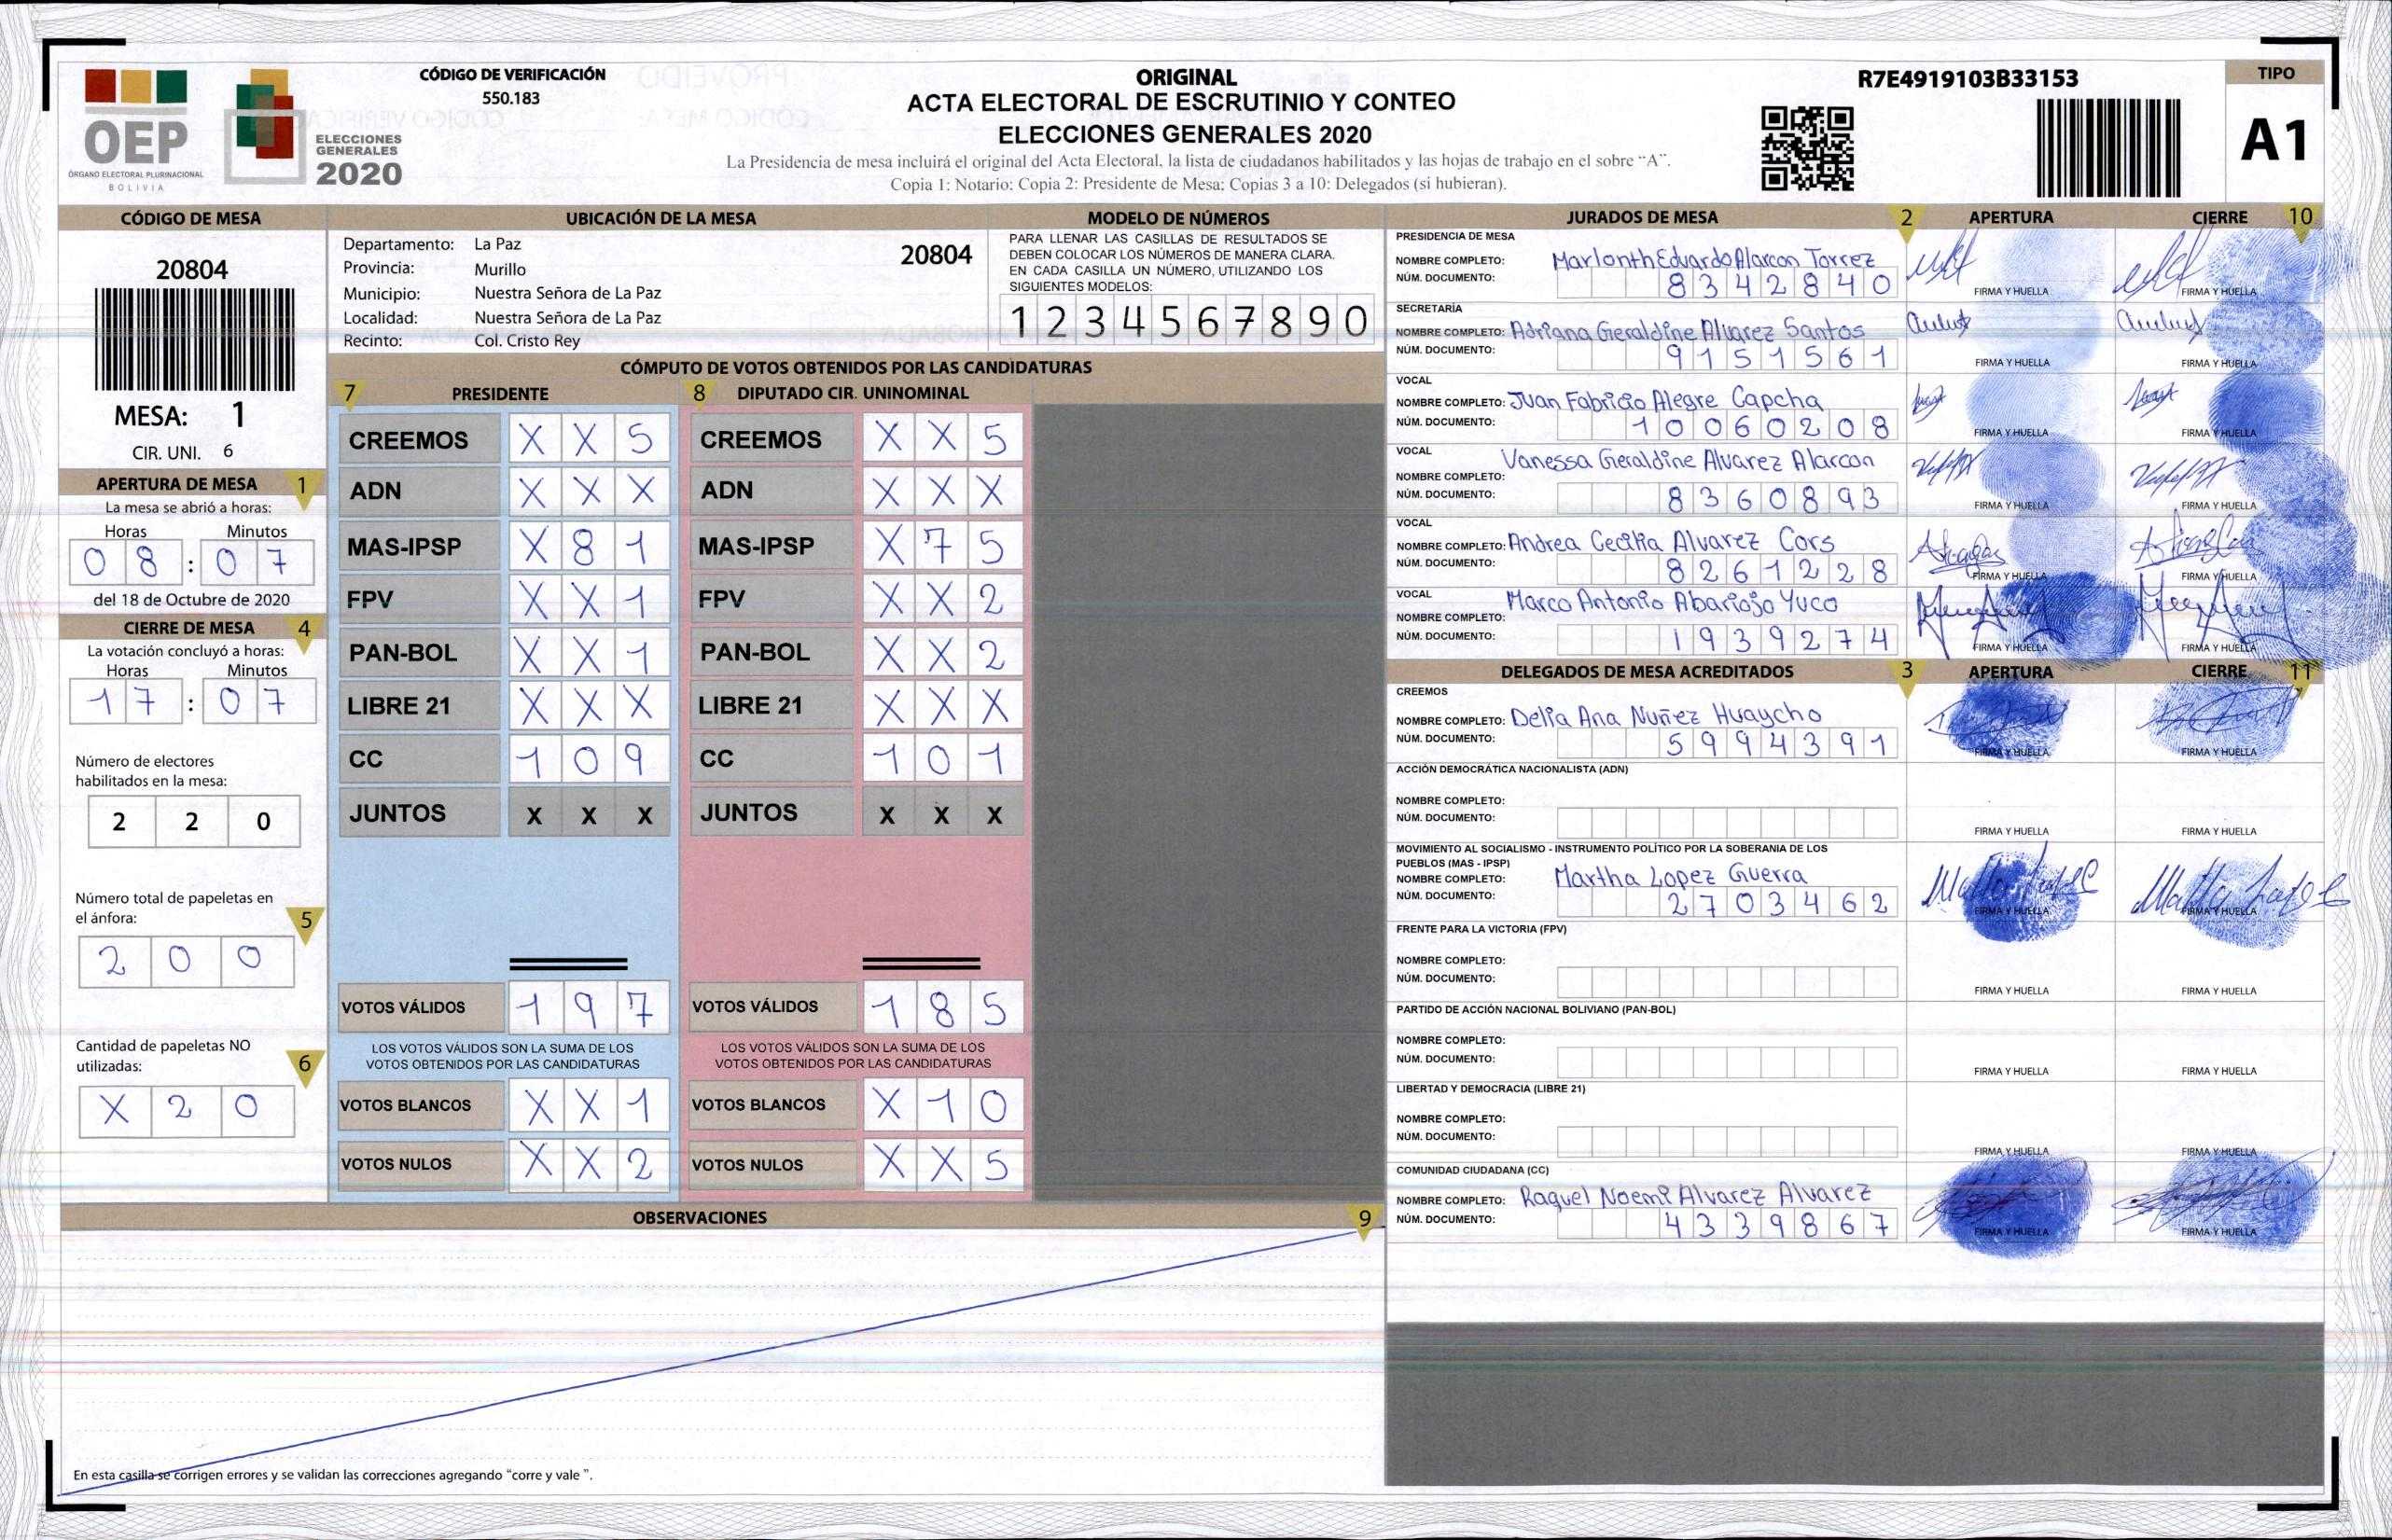 CÓDIGO DE VERIFICACIÓN
550.183
OEP
ÓRGANO ELECTORAL PLURINACIONAL
BOLIVIA
ELECCIONES
GENERALES
2020
ORIGINAL
ACTA ELECTORAL DE ESCRUTINIO Y CONTEO
ELECCIONES GENERALES 2020
La Presidencia de mesa incluirá el original del Acta Electoral, la lista de ciudadanos habilitados y las hojas de trabajo en el sobre "A".
Copia 1: Notario; Copia 2: Presidente de Mesa; Copias 3 a 10: Delegados (si hubieran).
R7E4919103B33153
TIPO
A1
CÓDIGO DE MESA
20804
MESA: 1
CIR. UNI. 6
APERTURA DE MESA 1
La mesa se abrió a horas:
Horas Minutos
08 : 07
del 18 de Octubre de 2020
CIERRE DE MESA 4
La votación concluyó a horas:
Horas Minutos
17 : 07
Número de electores
habilitados en la mesa:
2 2 0
Número total de papeletas en
el ánfora: 5
2 0 0
Cantidad de papeletas NO
utilizadas: 6
X 2 0
UBICACIÓN DE LA MESA
Departamento: La Paz 20804
Provincia: Murillo
Municipio: Nuestra Señora de La Paz
Localidad: Nuestra Señora de La Paz
Recinto: Col. Cristo Rey
MODELO DE NÚMEROS
PARA LLENAR LAS CASILLAS DE RESULTADOS SE
DEBEN COLOCAR LOS NÚMEROS DE MANERA CLARA.
EN CADA CASILLA UN NÚMERO, UTILIZANDO LOS
SIGUIENTES MODELOS:
1 2 3 4 5 6 7 8 9 0
CÓMPUTO DE VOTOS OBTENIDOS POR LAS CANDIDATURAS
7 PRESIDENTE
CREEMOS X X 5
ADN X X X
MAS-IPSP X 8 1
FPV X X 1
PAN-BOL X X 1
LIBRE 21 X X X
CC 1 0 9
JUNTOS X X X
VOTOS VÁLIDOS 1 9 7
LOS VOTOS VÁLIDOS SON LA SUMA DE LOS
VOTOS OBTENIDOS POR LAS CANDIDATURAS
VOTOS BLANCOS X X 1
VOTOS NULOS X X 2
8 DIPUTADO CIR. UNINOMINAL
CREEMOS X X 5
ADN X X X
MAS-IPSP X 7 5
FPV X X 2
PAN-BOL X X 2
LIBRE 21 X X X
CC 1 0 1
JUNTOS X X X
VOTOS VÁLIDOS 1 8 5
LOS VOTOS VÁLIDOS SON LA SUMA DE LOS
VOTOS OBTENIDOS POR LAS CANDIDATURAS
VOTOS BLANCOS X 1 0
VOTOS NULOS X X 5
OBSERVACIONES 9
En esta casilla se corrigen errores y se validan las correcciones agregando "corre y vale ".
JURADOS DE MESA 2 APERTURA CIERRE 10
PRESIDENCIA DE MESA
NOMBRE COMPLETO: Marlonth Eduardo Alarcon Torrez
NÚM. DOCUMENTO: 8342840
FIRMA Y HUELLA FIRMA Y HUELLA
SECRETARÍA
NOMBRE COMPLETO: Adriana Geraldine Alvarez Santos
NÚM. DOCUMENTO: 9151561
FIRMA Y HUELLA FIRMA Y HUELLA
VOCAL
NOMBRE COMPLETO: Juan Fabricio Alegre Capcha
NÚM. DOCUMENTO: 10060208
FIRMA Y HUELLA FIRMA Y HUELLA
VOCAL
NOMBRE COMPLETO: Vanessa Geraldine Alvarez Alarcon
NÚM. DOCUMENTO: 8360893
FIRMA Y HUELLA FIRMA Y HUELLA
VOCAL
NOMBRE COMPLETO: Andrea Cecilia Alvarez Cors
NÚM. DOCUMENTO: 8261228
FIRMA Y HUELLA FIRMA Y HUELLA
VOCAL
NOMBRE COMPLETO: Marco Antonio Abariojo Yuco
NÚM. DOCUMENTO: 1939274
FIRMA Y HUELLA FIRMA Y HUELLA
DELEGADOS DE MESA ACREDITADOS 3 APERTURA CIERRE 11
CREEMOS
NOMBRE COMPLETO: Delia Ana Nuñez Huaycho
NÚM. DOCUMENTO: 5994391
FIRMA Y HUELLA FIRMA Y HUELLA
ACCIÓN DEMOCRÁTICA NACIONALISTA (ADN)
NOMBRE COMPLETO:
NÚM. DOCUMENTO:
FIRMA Y HUELLA FIRMA Y HUELLA
MOVIMIENTO AL SOCIALISMO - INSTRUMENTO POLÍTICO POR LA SOBERANIA DE LOS
PUEBLOS (MAS - IPSP)
NOMBRE COMPLETO: Martha Lopez Guerra
NÚM. DOCUMENTO: 2703462
FIRMA Y HUELLA FIRMA Y HUELLA
FRENTE PARA LA VICTORIA (FPV)
NOMBRE COMPLETO:
NÚM. DOCUMENTO:
FIRMA Y HUELLA FIRMA Y HUELLA
PARTIDO DE ACCIÓN NACIONAL BOLIVIANO (PAN-BOL)
NOMBRE COMPLETO:
NÚM. DOCUMENTO:
FIRMA Y HUELLA FIRMA Y HUELLA
LIBERTAD Y DEMOCRACIA (LIBRE 21)
NOMBRE COMPLETO:
NÚM. DOCUMENTO:
FIRMA Y HUELLA FIRMA Y HUELLA
COMUNIDAD CIUDADANA (CC)
NOMBRE COMPLETO: Raquel Noemi Alvarez Alvarez
NÚM. DOCUMENTO: 4339867
FIRMA Y HUELLA FIRMA Y HUELLA